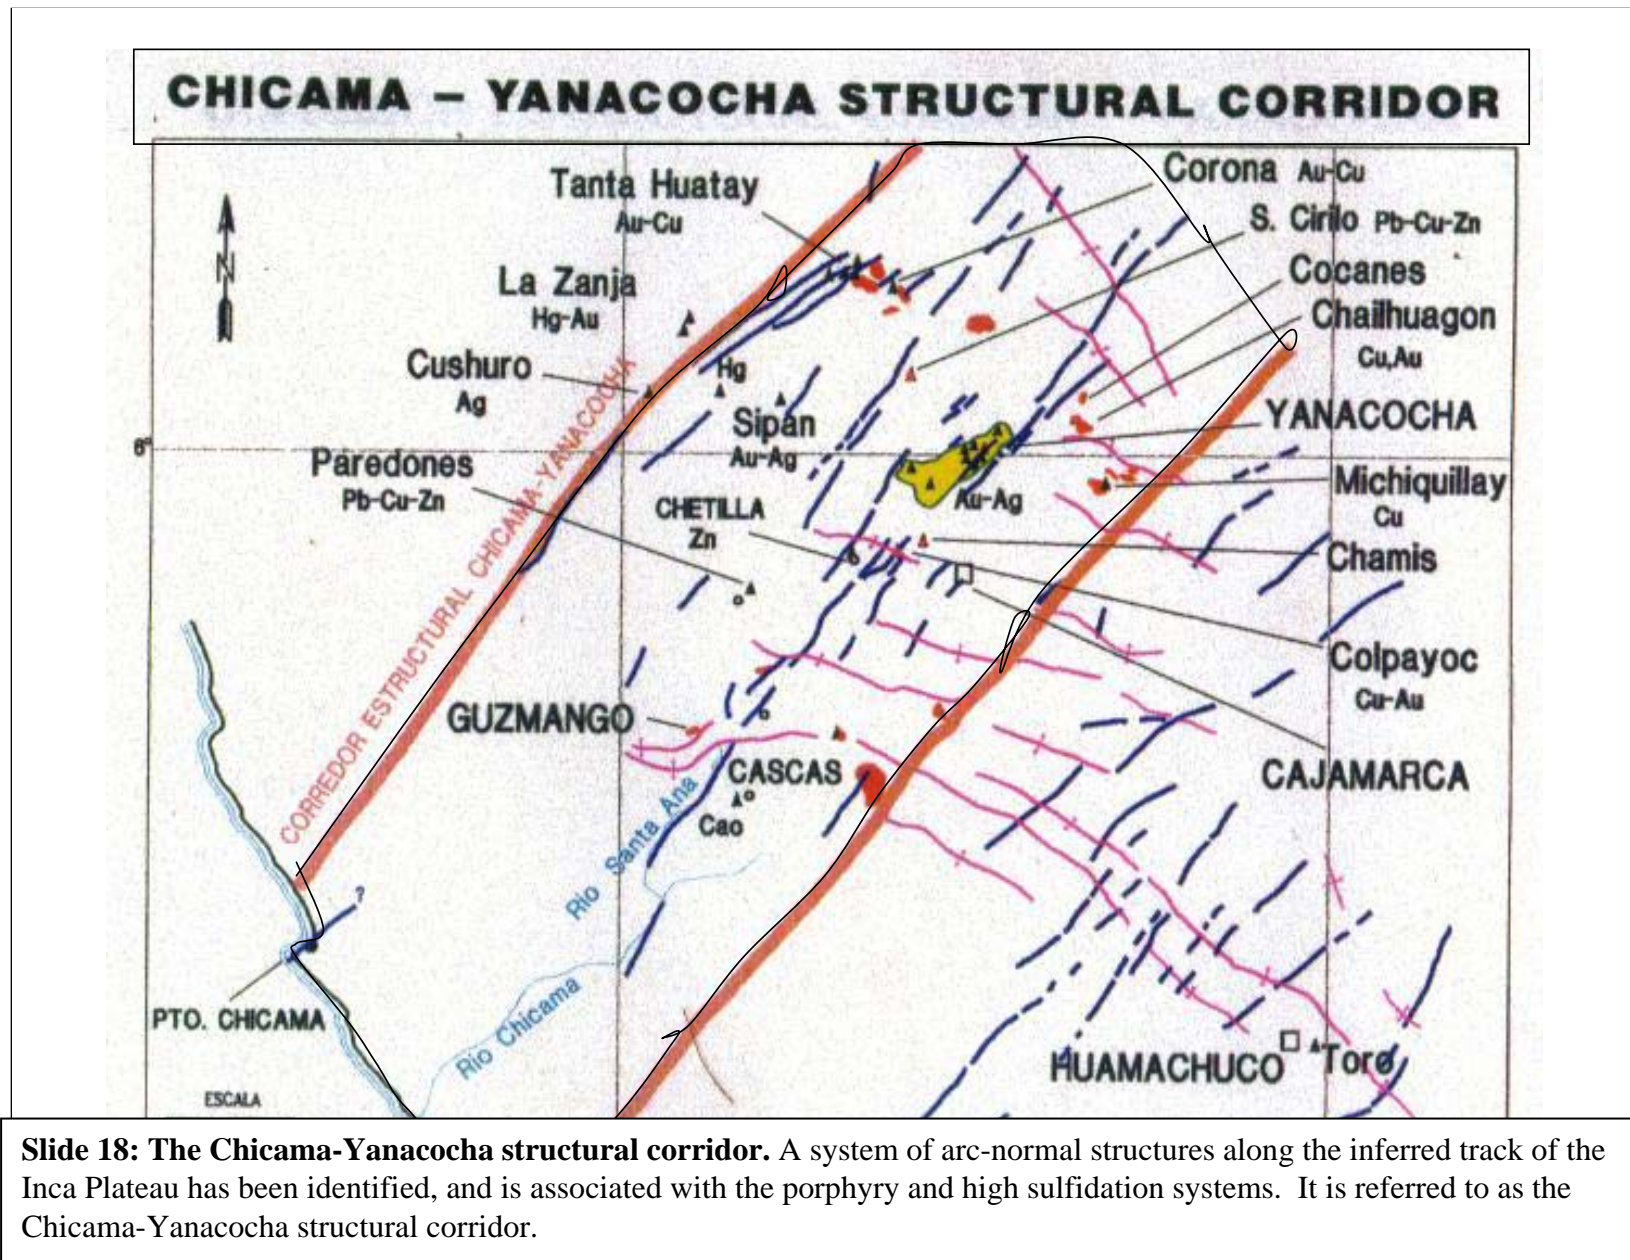 CHICAMA – YANACOCHA STRUCTURAL CORRIDOR
Tanta Huatay
Au-Cu
Corona Au-Cu
S. Cirilo Pb-Cu-Zn
N
La Zanja
Hg-Au
Cocanes
Chailhuagon
Cu,Au
Cushuro
Ag
Hg
Sipan
Au-Ag
YANACOCHA
Au-Ag
Paredones
Pb-Cu-Zn
CHETILLA
Zn
Michiquillay
Cu
Chamis
CORREDOR ESTRUCTURAL CHICAMA-YANACOCHA
Colpayoc
Cu-Au
GUZMANGO
CASCAS
Cao
CAJAMARCA
Rio Santa Ana
?
PTO. CHICAMA
Rio Chicama
HUAMACHUCO
Toro
ESCALA
Slide 18: The Chicama-Yanacocha structural corridor. A system of arc-normal structures along the inferred track of the
Inca Plateau has been identified, and is associated with the porphyry and high sulfidation systems. It is referred to as the
Chicama-Yanacocha structural corridor.